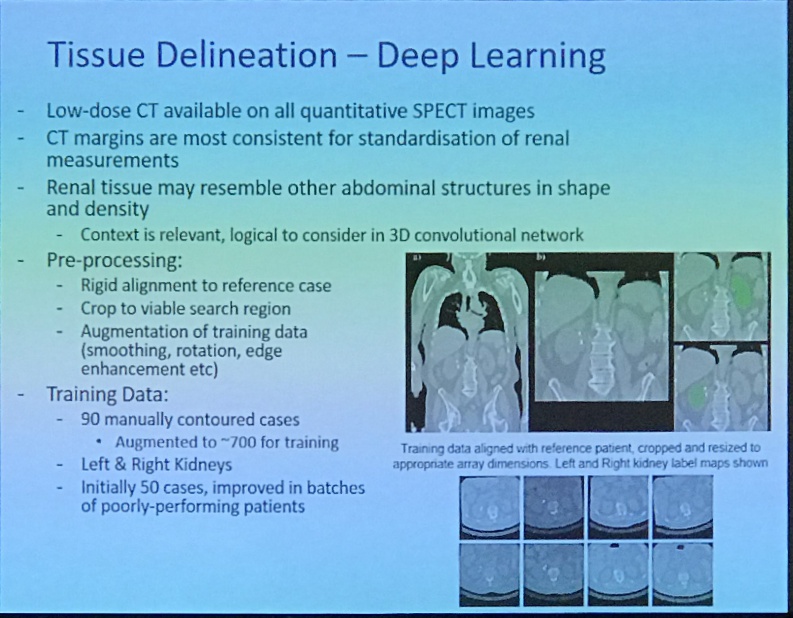 Tissue Delineation – Deep Learning
- Low-dose CT available on all quantitative SPECT images
- CT margins are most consistent for standardisation of renal
measurements
- Renal tissue may resemble other abdominal structures in shape
and density
- Context is relevant, logical to consider in 3D convolutional network
- Pre-processing:
- Rigid alignment to reference case
- Crop to viable search region
- Augmentation of training data
(smoothing, rotation, edge
enhancement etc)
- Training Data:
- 90 manually contoured cases
• Augmented to ~700 for training
- Left & Right Kidneys
- Initially 50 cases, improved in batches
of poorly-performing patients
a)
b)
Training data aligned with reference patient, cropped and resized to
appropriate array dimensions. Left and Right kidney label maps shown